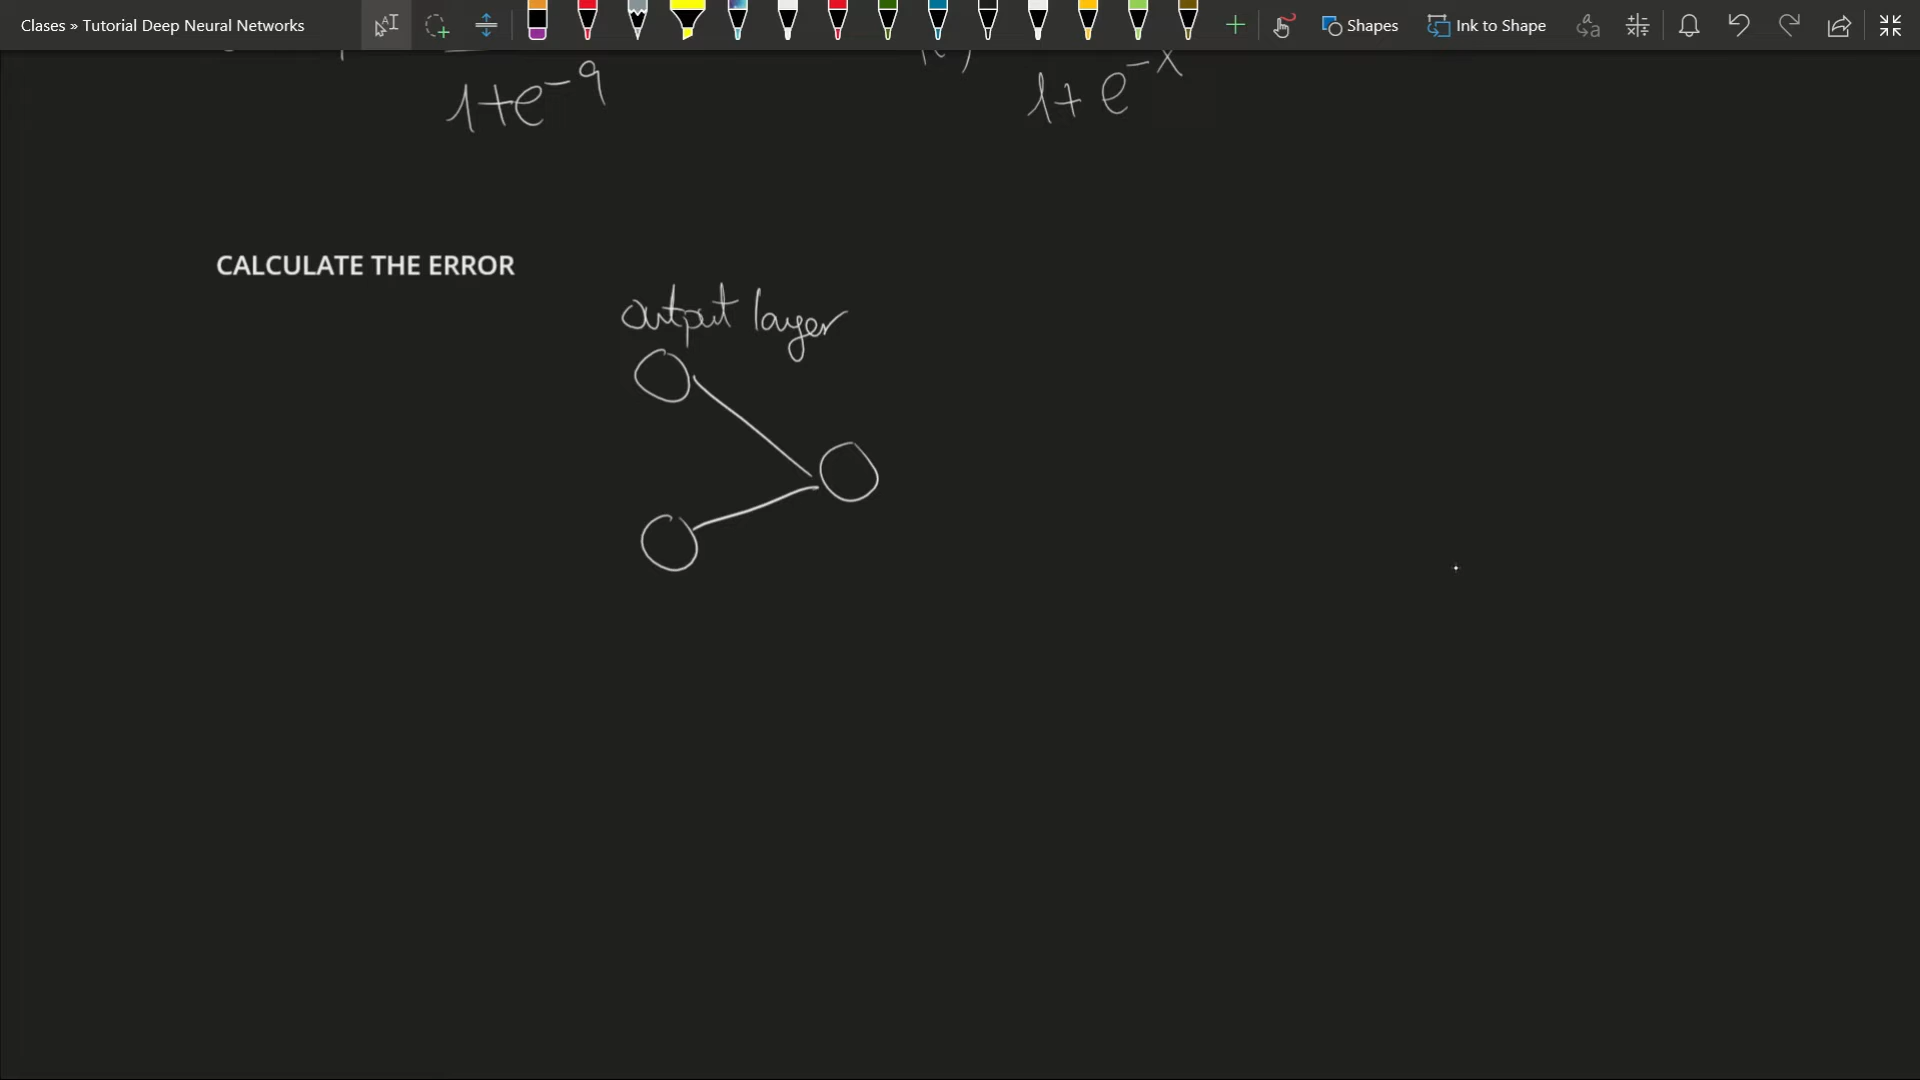 Clases » Tutorial Deep Neural Networks
Shapes
Ink to Shape
1+e^-9
1+e^-x
CALCULATE THE ERROR
output layer